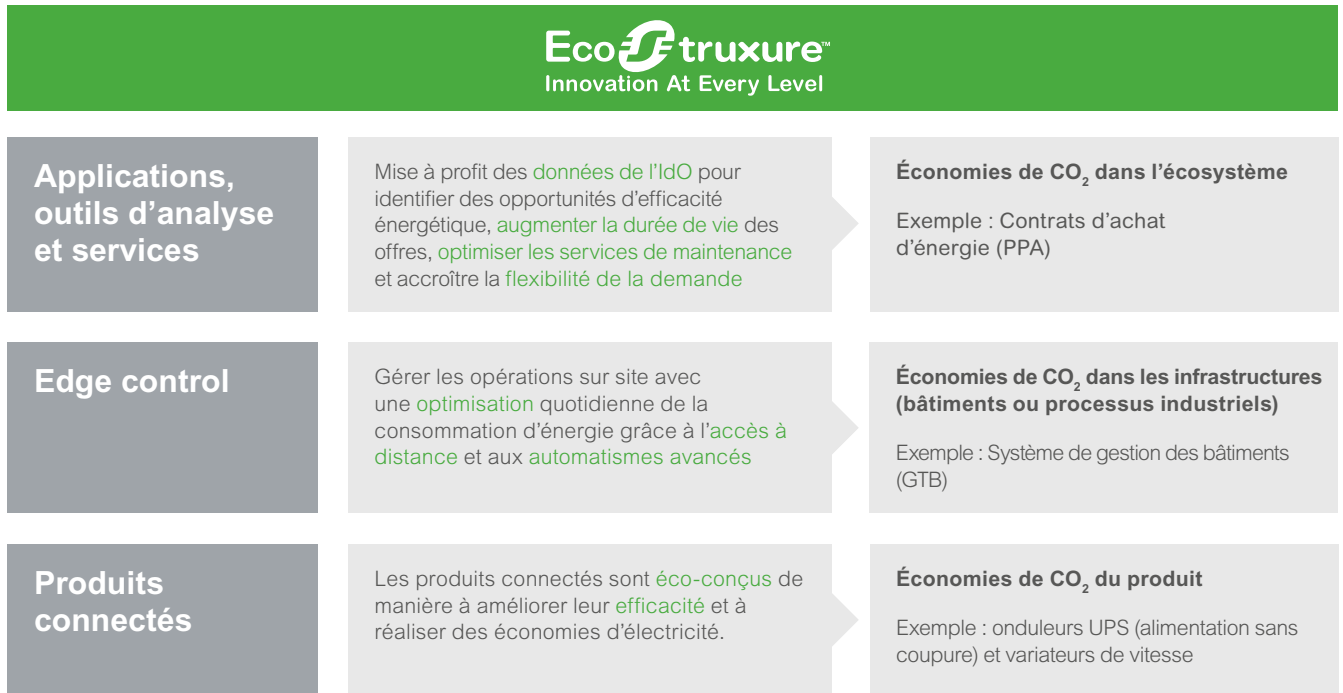 EcoStruxure™
Innovation At Every Level
Applications,
outils d’analyse
et services
Mise à profit des données de l’IdO pour
identifier des opportunités d’efficacité
énergétique, augmenter la durée de vie des
offres, optimiser les services de maintenance
et accroître la flexibilité de la demande
Économies de CO₂ dans l’écosystème
Exemple : Contrats d’achat
d’énergie (PPA)
Edge control
Gérer les opérations sur site avec
une optimisation quotidienne de la
consommation d’énergie grâce à l’accès à
distance et aux automatismes avancés
Économies de CO₂ dans les infrastructures
(bâtiments ou processus industriels)
Exemple : Système de gestion des bâtiments
(GTB)
Produits
connectés
Les produits connectés sont éco-conçus de
manière à améliorer leur efficacité et à
réaliser des économies d’électricité.
Économies de CO₂ du produit
Exemple : onduleurs UPS (alimentation sans
coupure) et variateurs de vitesse